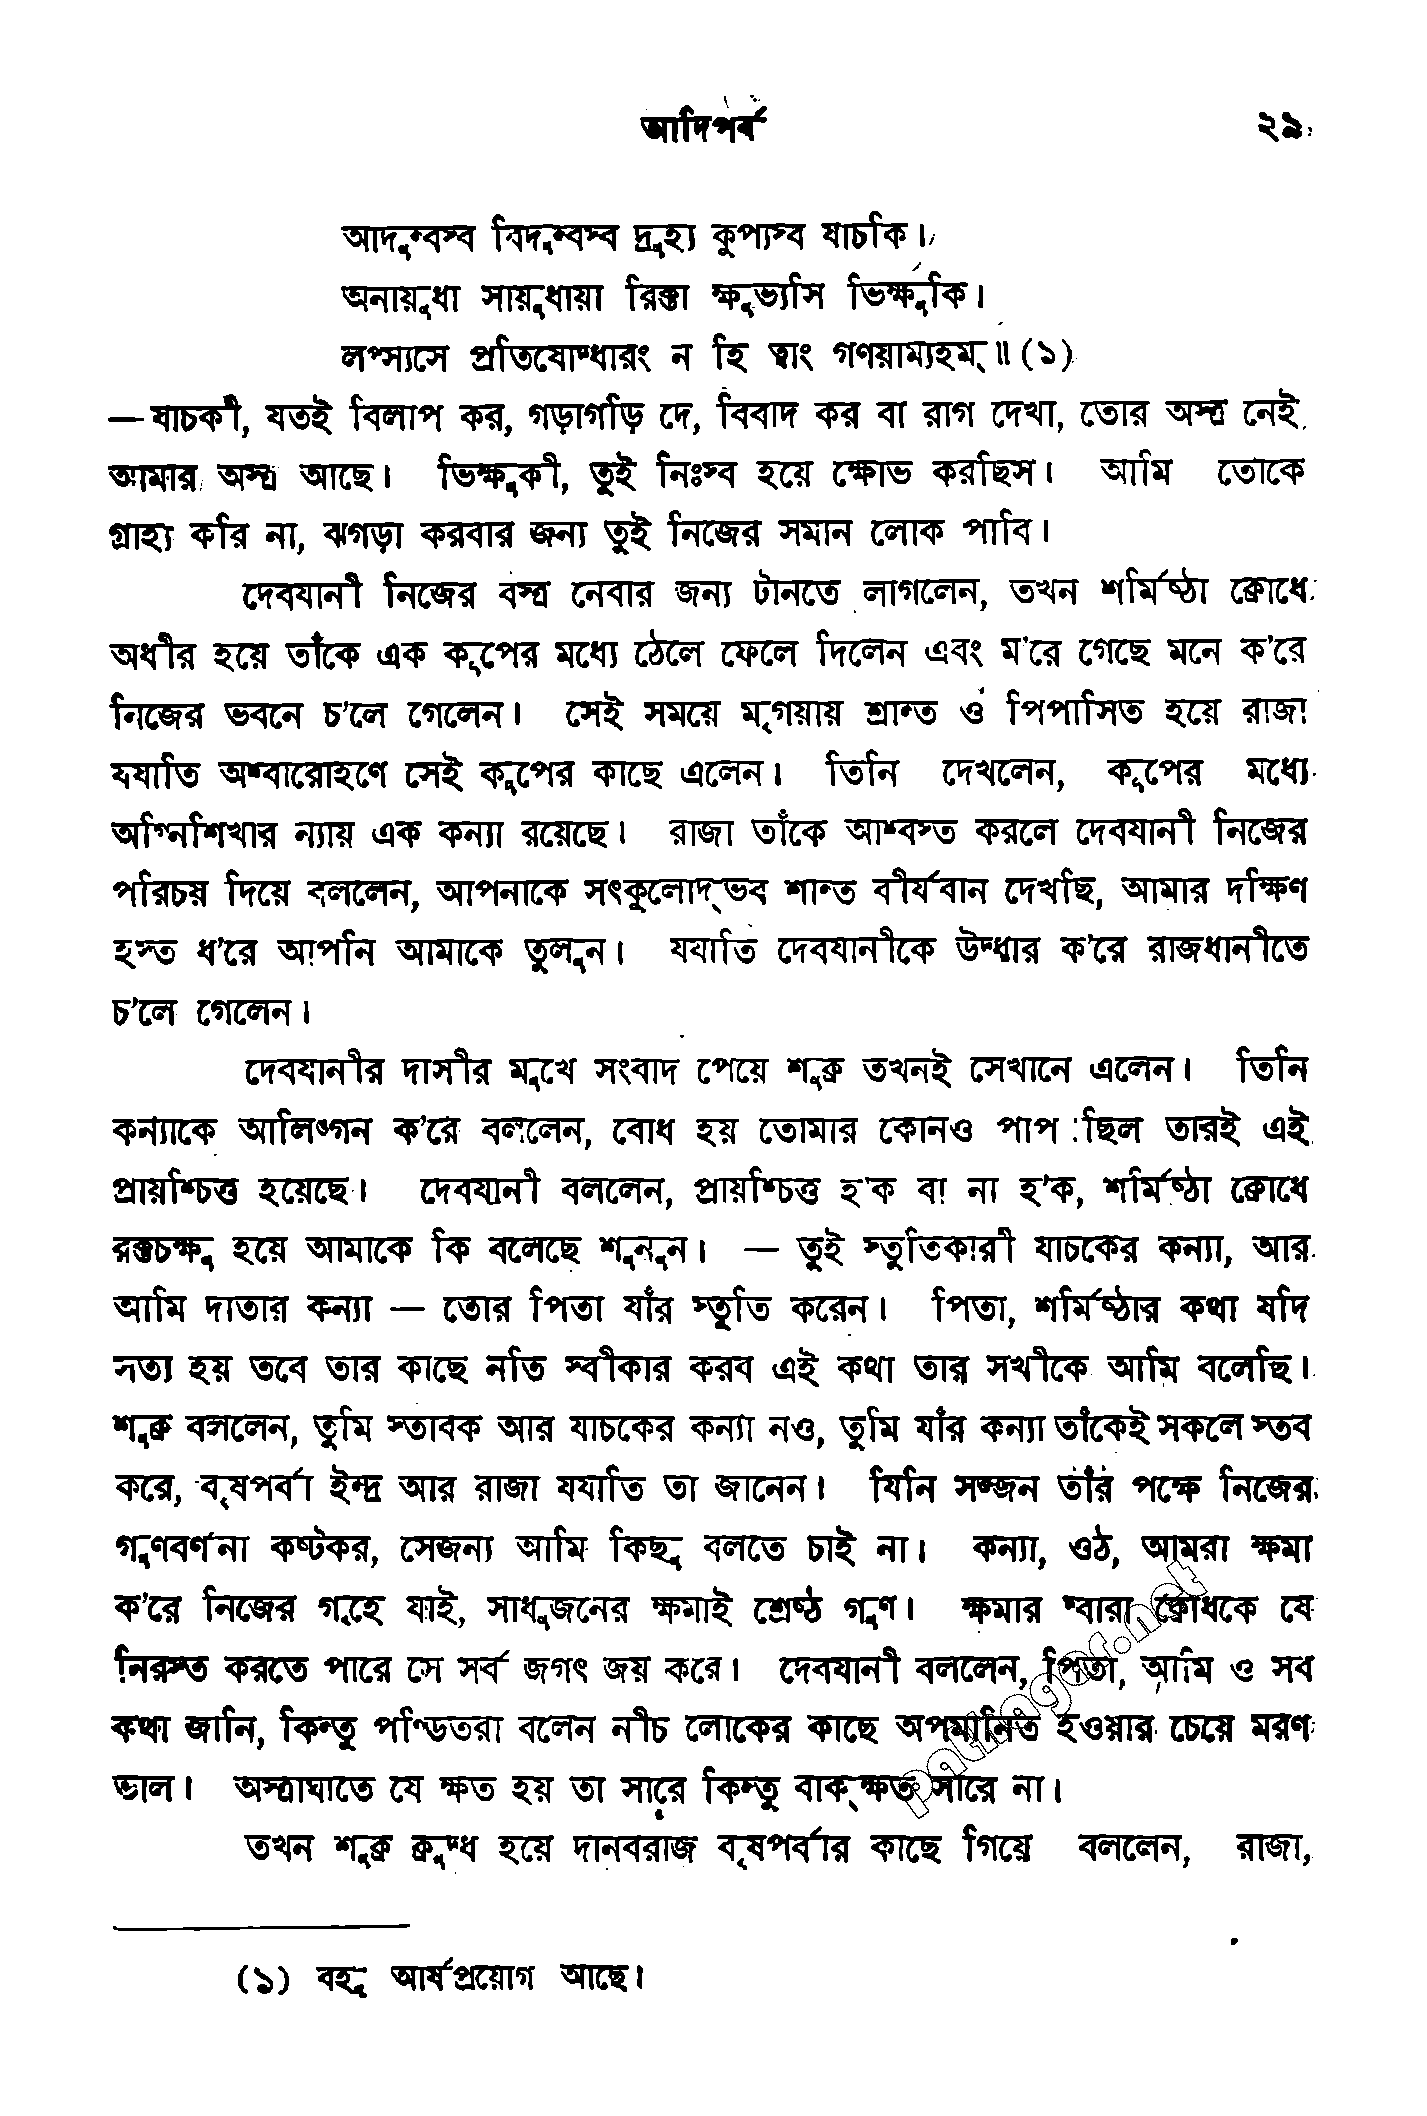 আদিপর্ব ২৯
আদুন্বস্ব বিদুন্বস্ব দ্রুহ্য কুপ্যস্ব যাচকি।
অনায়ুধা সায়ুধায়া রিক্তা ক্ষুভ্যসি ভিক্ষুকি।
লপ্স্যসে প্রতিযোদ্ধারং ন হি ত্বাং গণয়াম্যহম্॥ (১)
—যাচকী, যতই বিলাপ কর, গড়াগড়ি দে, বিবাদ কর বা রাগ দেখা, তোর অস্ত্র নেই
আমার অস্ত্র আছে। ভিক্ষুকী, তুই নিঃস্ব হয়ে ক্ষোভ করছিস। আমি তোকে
গ্রাহ্য করি না, ঝগড়া করবার জন্য তুই নিজের সমান লোক পাবি।
দেবযানী নিজের বস্ত্র নেবার জন্য টানতে লাগলেন, তখন শর্মিষ্ঠা ক্রোধে
অধীর হয়ে তাঁকে এক কূপের মধ্যে ঠেলে ফেলে দিলেন এবং ম'রে গেছে মনে ক'রে
নিজের ভবনে চ'লে গেলেন। সেই সময়ে মৃগয়ায় শ্রান্ত ও পিপাসিত হয়ে রাজা
যযাতি অশ্বারোহণে সেই কূপের কাছে এলেন। তিনি দেখলেন, কূপের মধ্যে
অগ্নিশিখার ন্যায় এক কন্যা রয়েছে। রাজা তাঁকে আশ্বস্ত করলে দেবযানী নিজের
পরিচয় দিয়ে বললেন, আপনাকে সৎকুলোদ্ভব শান্ত বীর্যবান দেখছি, আমার দক্ষিণ
হস্ত ধ'রে আপনি আমাকে তুলুন। যযাতি দেবযানীকে উদ্ধার ক'রে রাজধানীতে
চ'লে গেলেন।
দেবযানীর দাসীর মুখে সংবাদ পেয়ে শুক্র তখনই সেখানে এলেন। তিনি
কন্যাকে আলিঙ্গন ক'রে বললেন, বোধ হয় তোমার কোনও পাপ ছিল তারই এই
প্রায়শ্চিত্ত হয়েছে। দেবযানী বললেন, প্রায়শ্চিত্ত হ'ক বা না হ'ক, শর্মিষ্ঠা ক্রোধে
রক্তচক্ষু হয়ে আমাকে কি বলেছে শুনুন। — তুই স্তুতিকারী যাচকের কন্যা, আর
আমি দাতার কন্যা — তোর পিতা যাঁর স্তুতি করেন। পিতা, শর্মিষ্ঠার কথা যদি
সত্য হয় তবে তার কাছে নতি স্বীকার করব এই কথা তার সখীকে আমি বলেছি।
শুক্র বললেন, তুমি স্তাবক আর যাচকের কন্যা নও, তুমি যাঁর কন্যা তাঁকেই সকলে স্তব
করে, বৃষপর্বা ইন্দ্র আর রাজা যযাতি তা জানেন। যিনি সজ্জন তাঁর পক্ষে নিজের
গুণবর্ণনা কষ্টকর, সেজন্য আমি কিছু বলতে চাই না। কন্যা, ওঠ, আমরা ক্ষমা
ক'রে নিজের গৃহে যাই, সাধুজনের ক্ষমাই শ্রেষ্ঠ গুণ। ক্ষমার দ্বারা ক্রোধকে যে
নিরস্ত করতে পারে সে সর্ব জগৎ জয় করে। দেবযানী বললেন, পিতা, আমি ও সব
কথা জানি, কিন্তু পণ্ডিতরা বলেন নীচ লোকের কাছে অপমানিত হওয়ার চেয়ে মরণ
ভাল। অস্ত্রাঘাতে যে ক্ষত হয় তা সারে কিন্তু বাক্ক্ষত সারে না।
তখন শুক্র ক্রুদ্ধ হয়ে দানবরাজ বৃষপর্বার কাছে গিয়ে বললেন, রাজা,
(১) বহু আর্ষপ্রয়োগ আছে।
pathagar.net